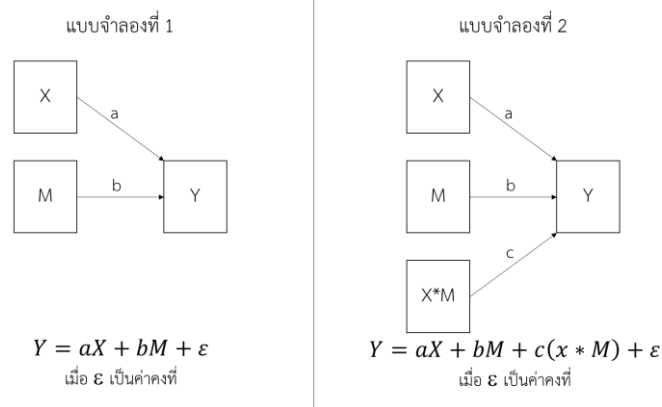 แบบจำลองที่ 1
X
a
M
b
Y
Y = aX + bM + ε
เมื่อ ε เป็นค่าคงที่
แบบจำลองที่ 2
X
a
M
b
Y
c
X*M
Y = aX + bM + c(x * M) + ε
เมื่อ ε เป็นค่าคงที่